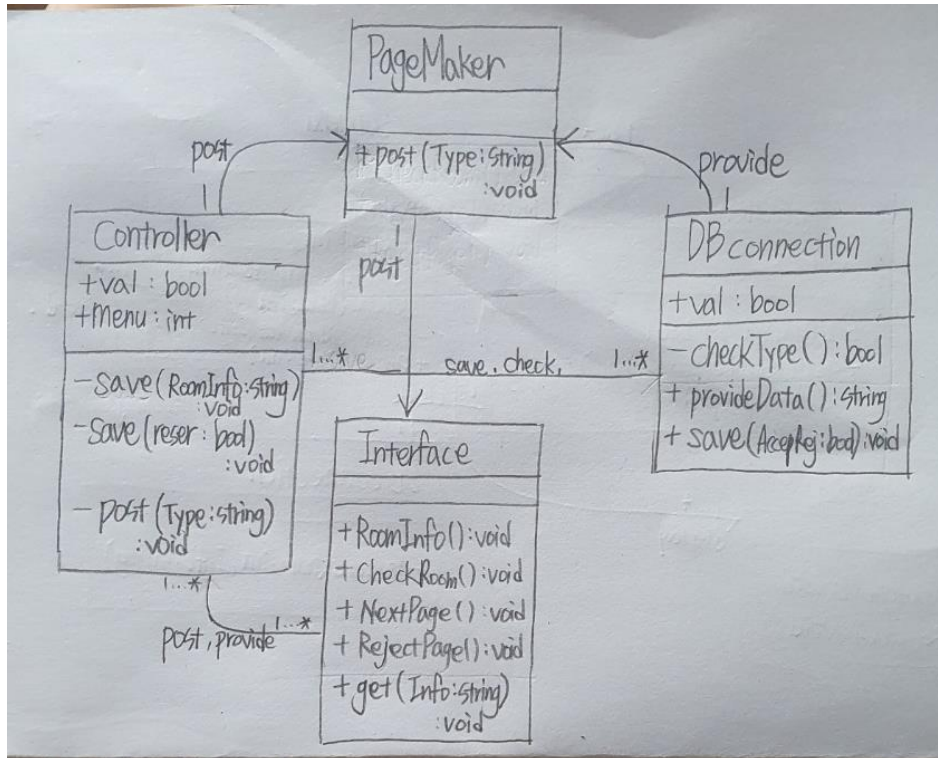 PageMaker
+ post (Type:String)
:void
post
1
provide
1
Controller
+val : bool
+Menu : int
-save(RoomInfo:string)
:void
-save(reser:bool)
:void
-post(Type:string)
:void
1
post
DBconnection
+val : bool
-checkType():bool
+provideData():string
+save(AccepRej:bool):void
1...*
save, check,
1...*
Interface
+RoomInfo():void
+CheckRoom():void
+NextPage():void
+RejectPage():void
+get(Info:string)
:void
1...*
post, provide
1...*